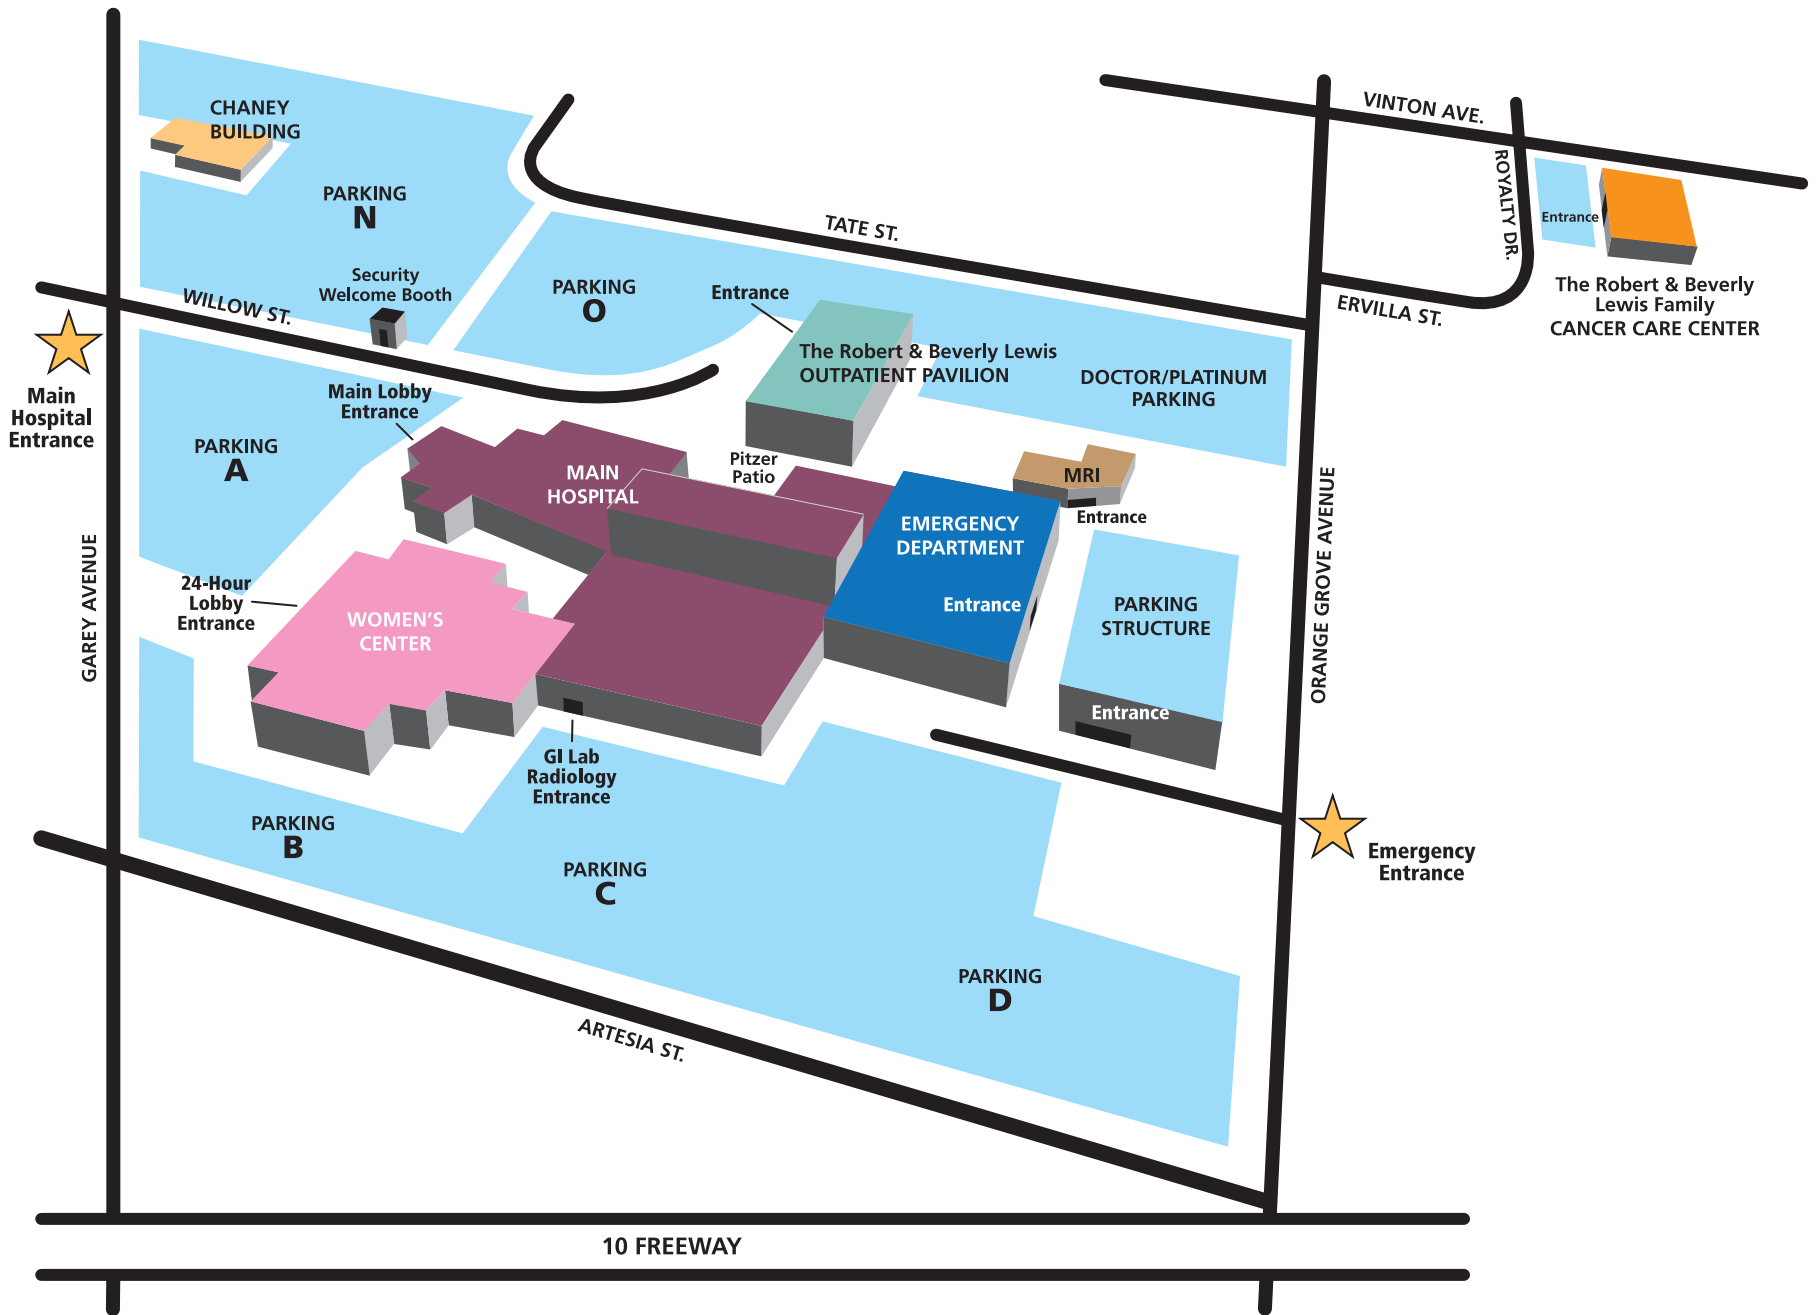 CHANEY
BUILDING
PARKING
N
Security
Welcome Booth
WILLOW ST.
PARKING
O
TATE ST.
VINTON AVE.
ROYALTY DR.
Entrance
The Robert & Beverly
Lewis Family
CANCER CARE CENTER
ERVILLA ST.
Entrance
The Robert & Beverly Lewis
OUTPATIENT PAVILION
DOCTOR/PLATINUM
PARKING
Main
Hospital
Entrance
Main Lobby
Entrance
PARKING
A
MAIN
HOSPITAL
Pitzer
Patio
MRI
Entrance
EMERGENCY
DEPARTMENT
Entrance
GAREY AVENUE
24-Hour
Lobby
Entrance
WOMEN'S
CENTER
PARKING
STRUCTURE
Entrance
ORANGE GROVE AVENUE
GI Lab
Radiology
Entrance
PARKING
B
PARKING
C
Emergency
Entrance
PARKING
D
ARTESIA ST.
10 FREEWAY